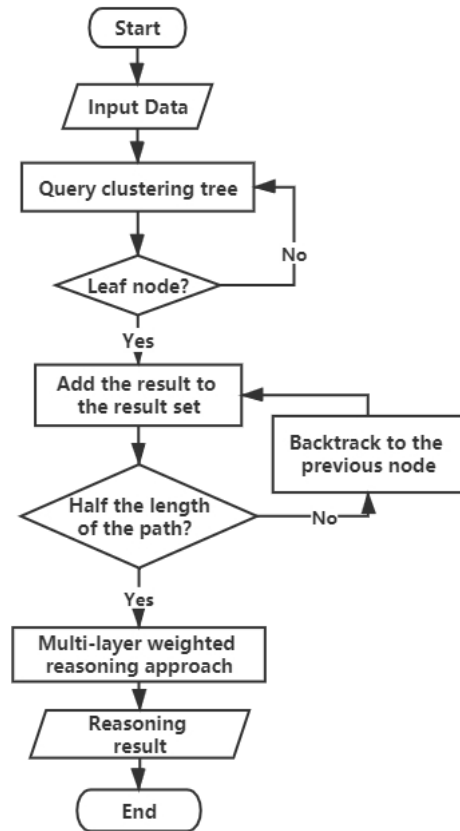 Start
Input Data
Query clustering tree
No
Leaf node?
Yes
Add the result to
the result set
Backtrack to the
previous node
Half the length
of the path?
No
Yes
Multi-layer weighted
reasoning approach
Reasoning
result
End